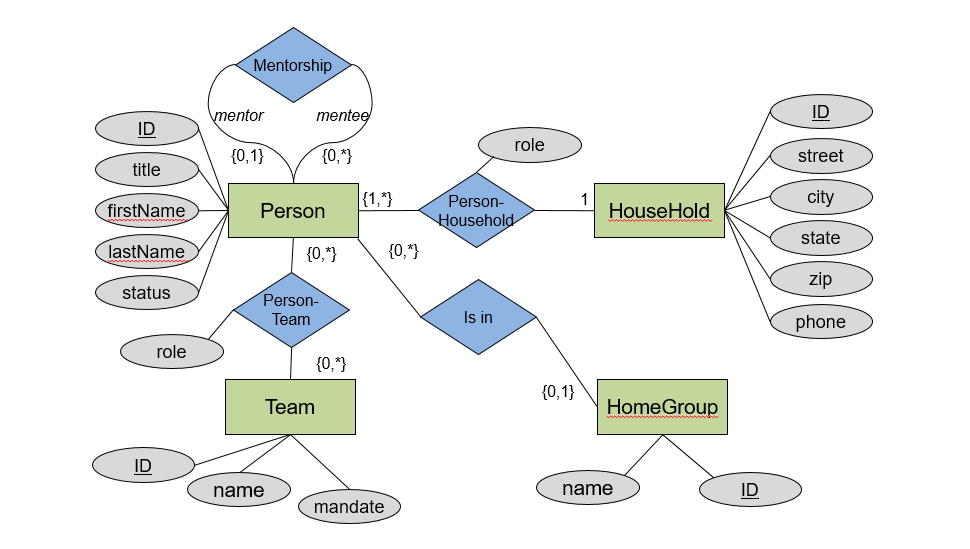 Mentorship
mentor
mentee
{0,1}
{0,*}
ID
title
firstName
lastName
status
Person
{1,*}
role
Person-
Household
1
HouseHold
ID
street
city
state
zip
phone
{0,*}
{0,*}
Person-
Team
role
{0,*}
Is in
{0,1}
Team
HomeGroup
ID
name
mandate
name
ID